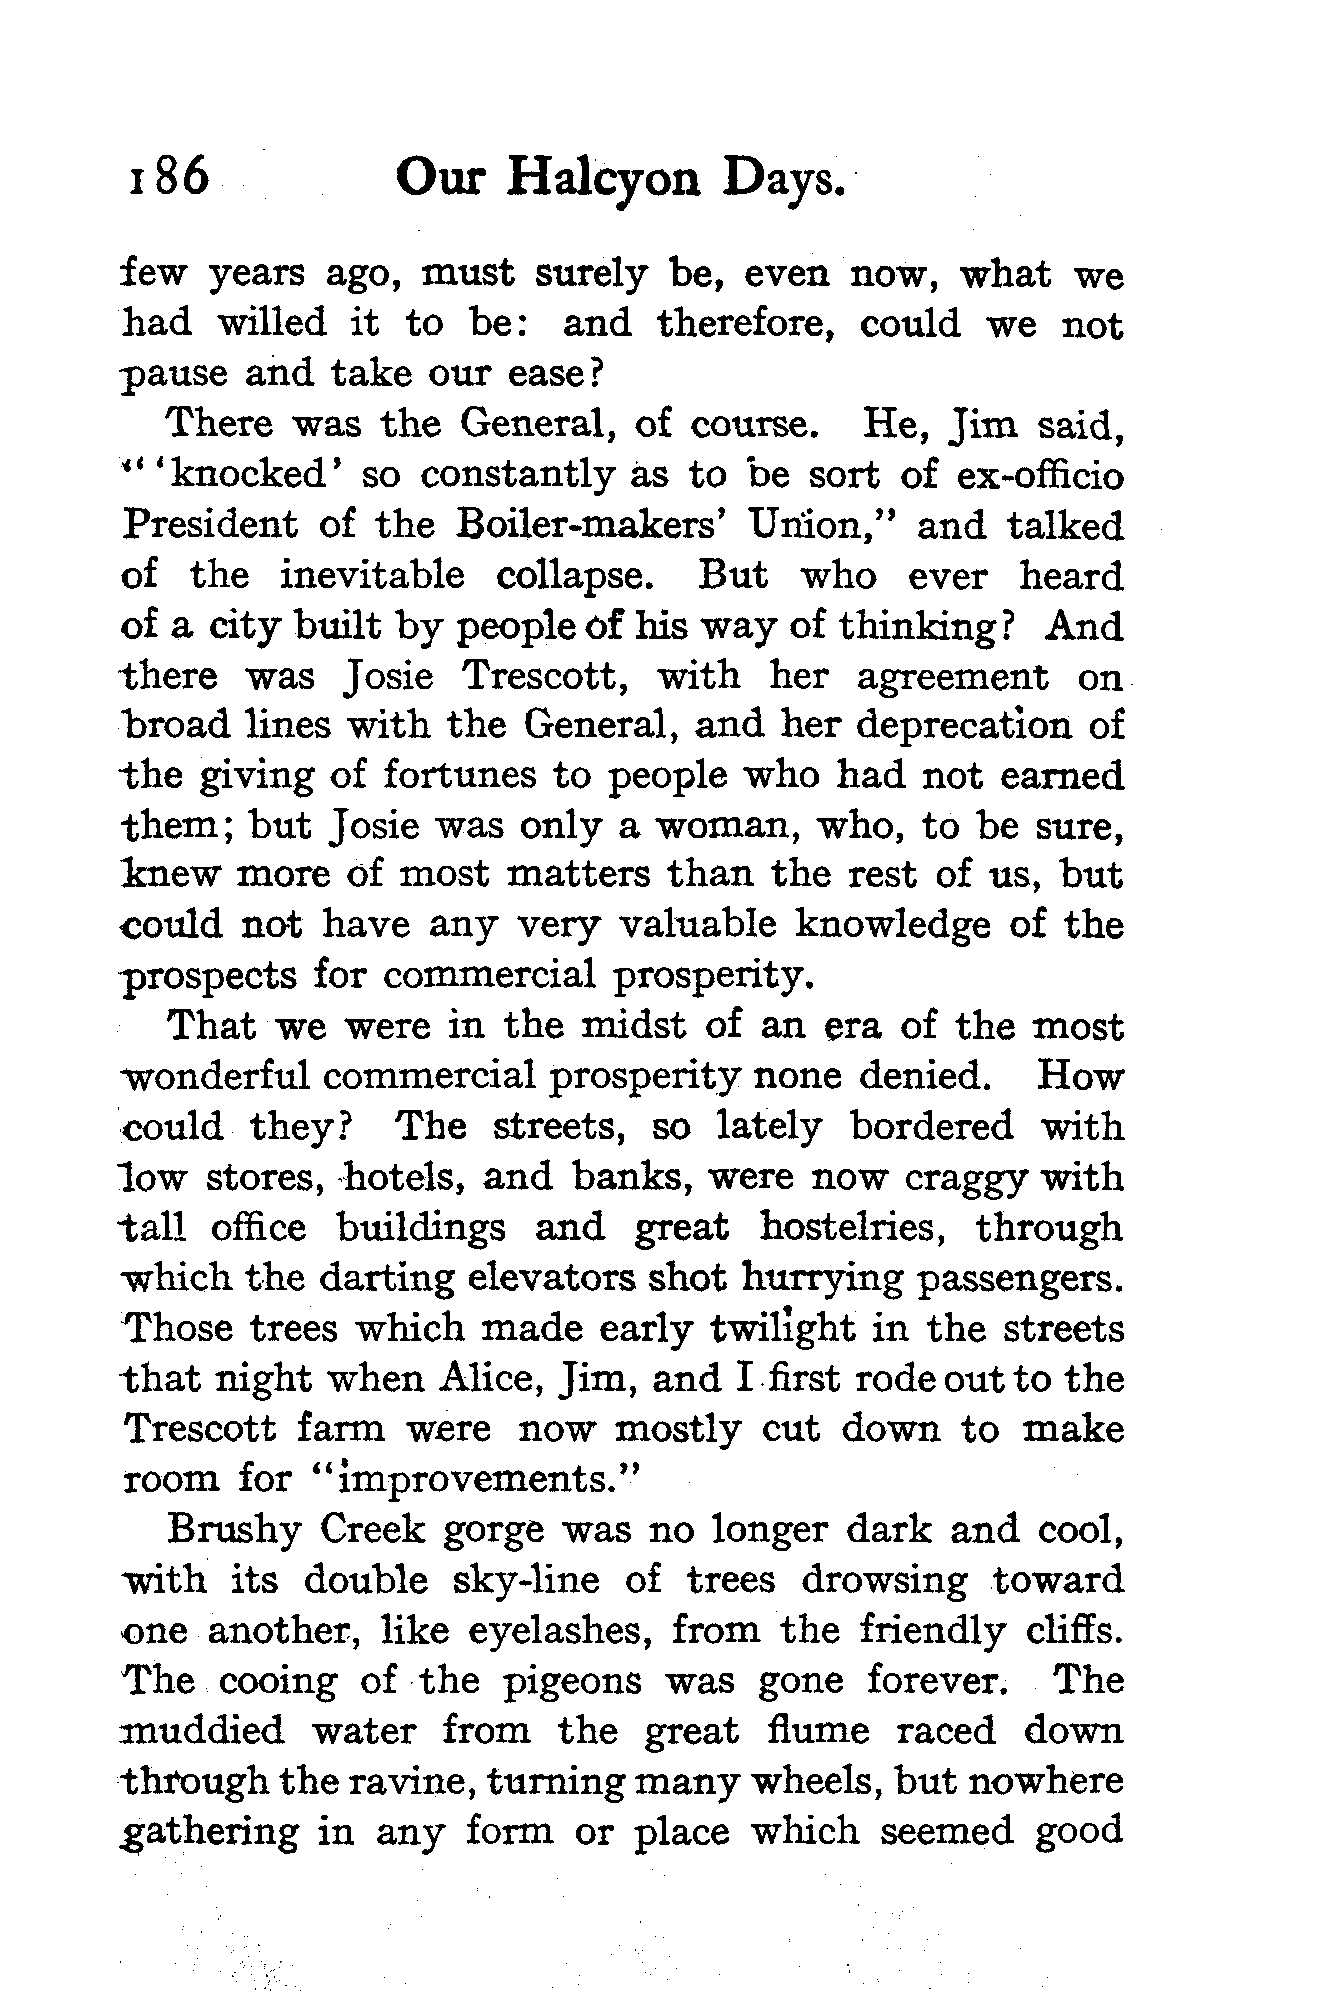 186 Our Halcyon Days.
few years ago, must surely be, even now, what we
had willed it to be: and therefore, could we not
pause and take our ease?
There was the General, of course. He, Jim said,
“‘knocked’ so constantly as to be sort of ex-officio
President of the Boiler-makers’ Union,” and talked
of the inevitable collapse. But who ever heard
of a city built by people of his way of thinking? And
there was Josie Trescott, with her agreement on
broad lines with the General, and her deprecation of
the giving of fortunes to people who had not earned
them; but Josie was only a woman, who, to be sure,
knew more of most matters than the rest of us, but
could not have any very valuable knowledge of the
prospects for commercial prosperity.
That we were in the midst of an era of the most
wonderful commercial prosperity none denied. How
could they? The streets, so lately bordered with
low stores, hotels, and banks, were now craggy with
tall office buildings and great hostelries, through
which the darting elevators shot hurrying passengers.
Those trees which made early twilight in the streets
that night when Alice, Jim, and I first rode out to the
Trescott farm were now mostly cut down to make
room for “improvements.”
Brushy Creek gorge was no longer dark and cool,
with its double sky-line of trees drowsing toward
one another, like eyelashes, from the friendly cliffs.
The cooing of the pigeons was gone forever. The
muddied water from the great flume raced down
through the ravine, turning many wheels, but nowhere
gathering in any form or place which seemed good